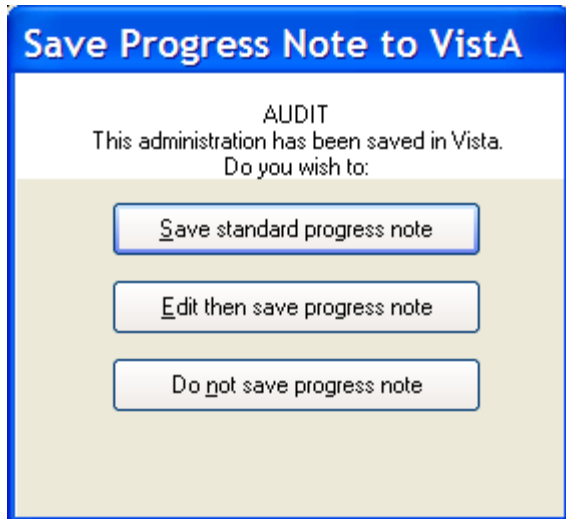 Save Progress Note to VistA
AUDIT
This administration has been saved in Vista.
Do you wish to:
Save standard progress note
Edit then save progress note
Do not save progress note